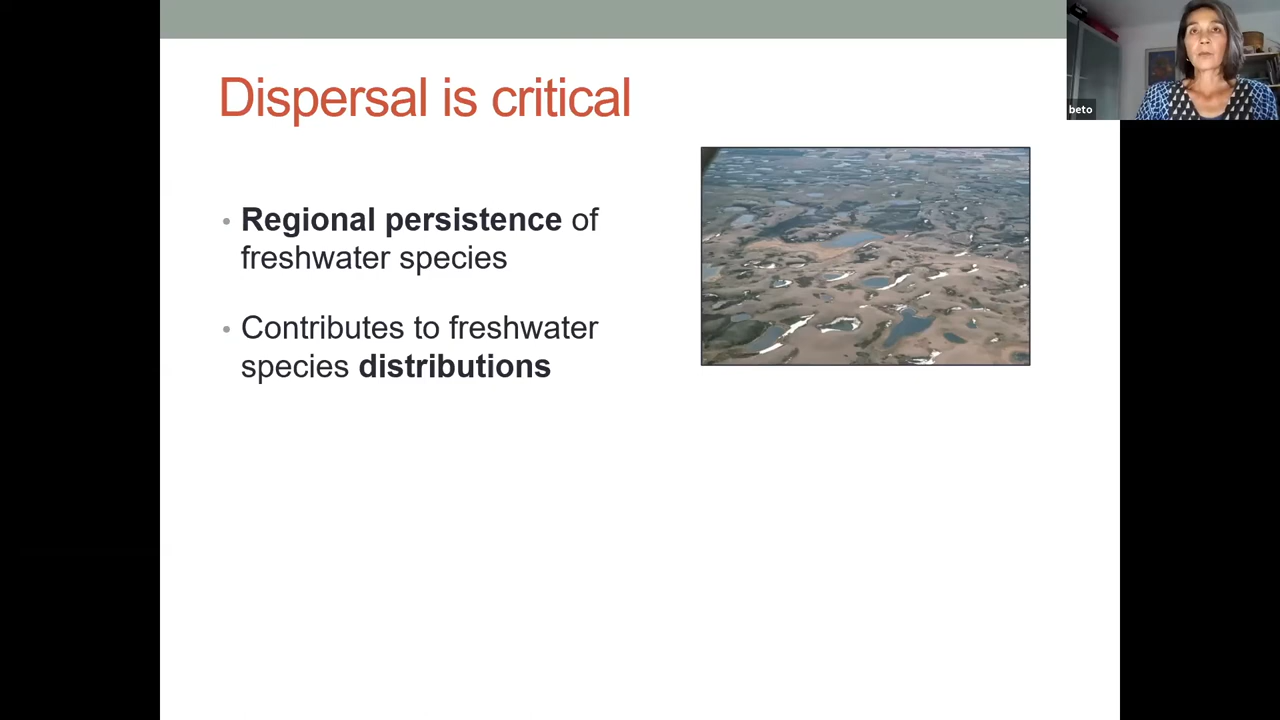 Dispersal is critical
beto
• Regional persistence of
freshwater species
• Contributes to freshwater
species distributions